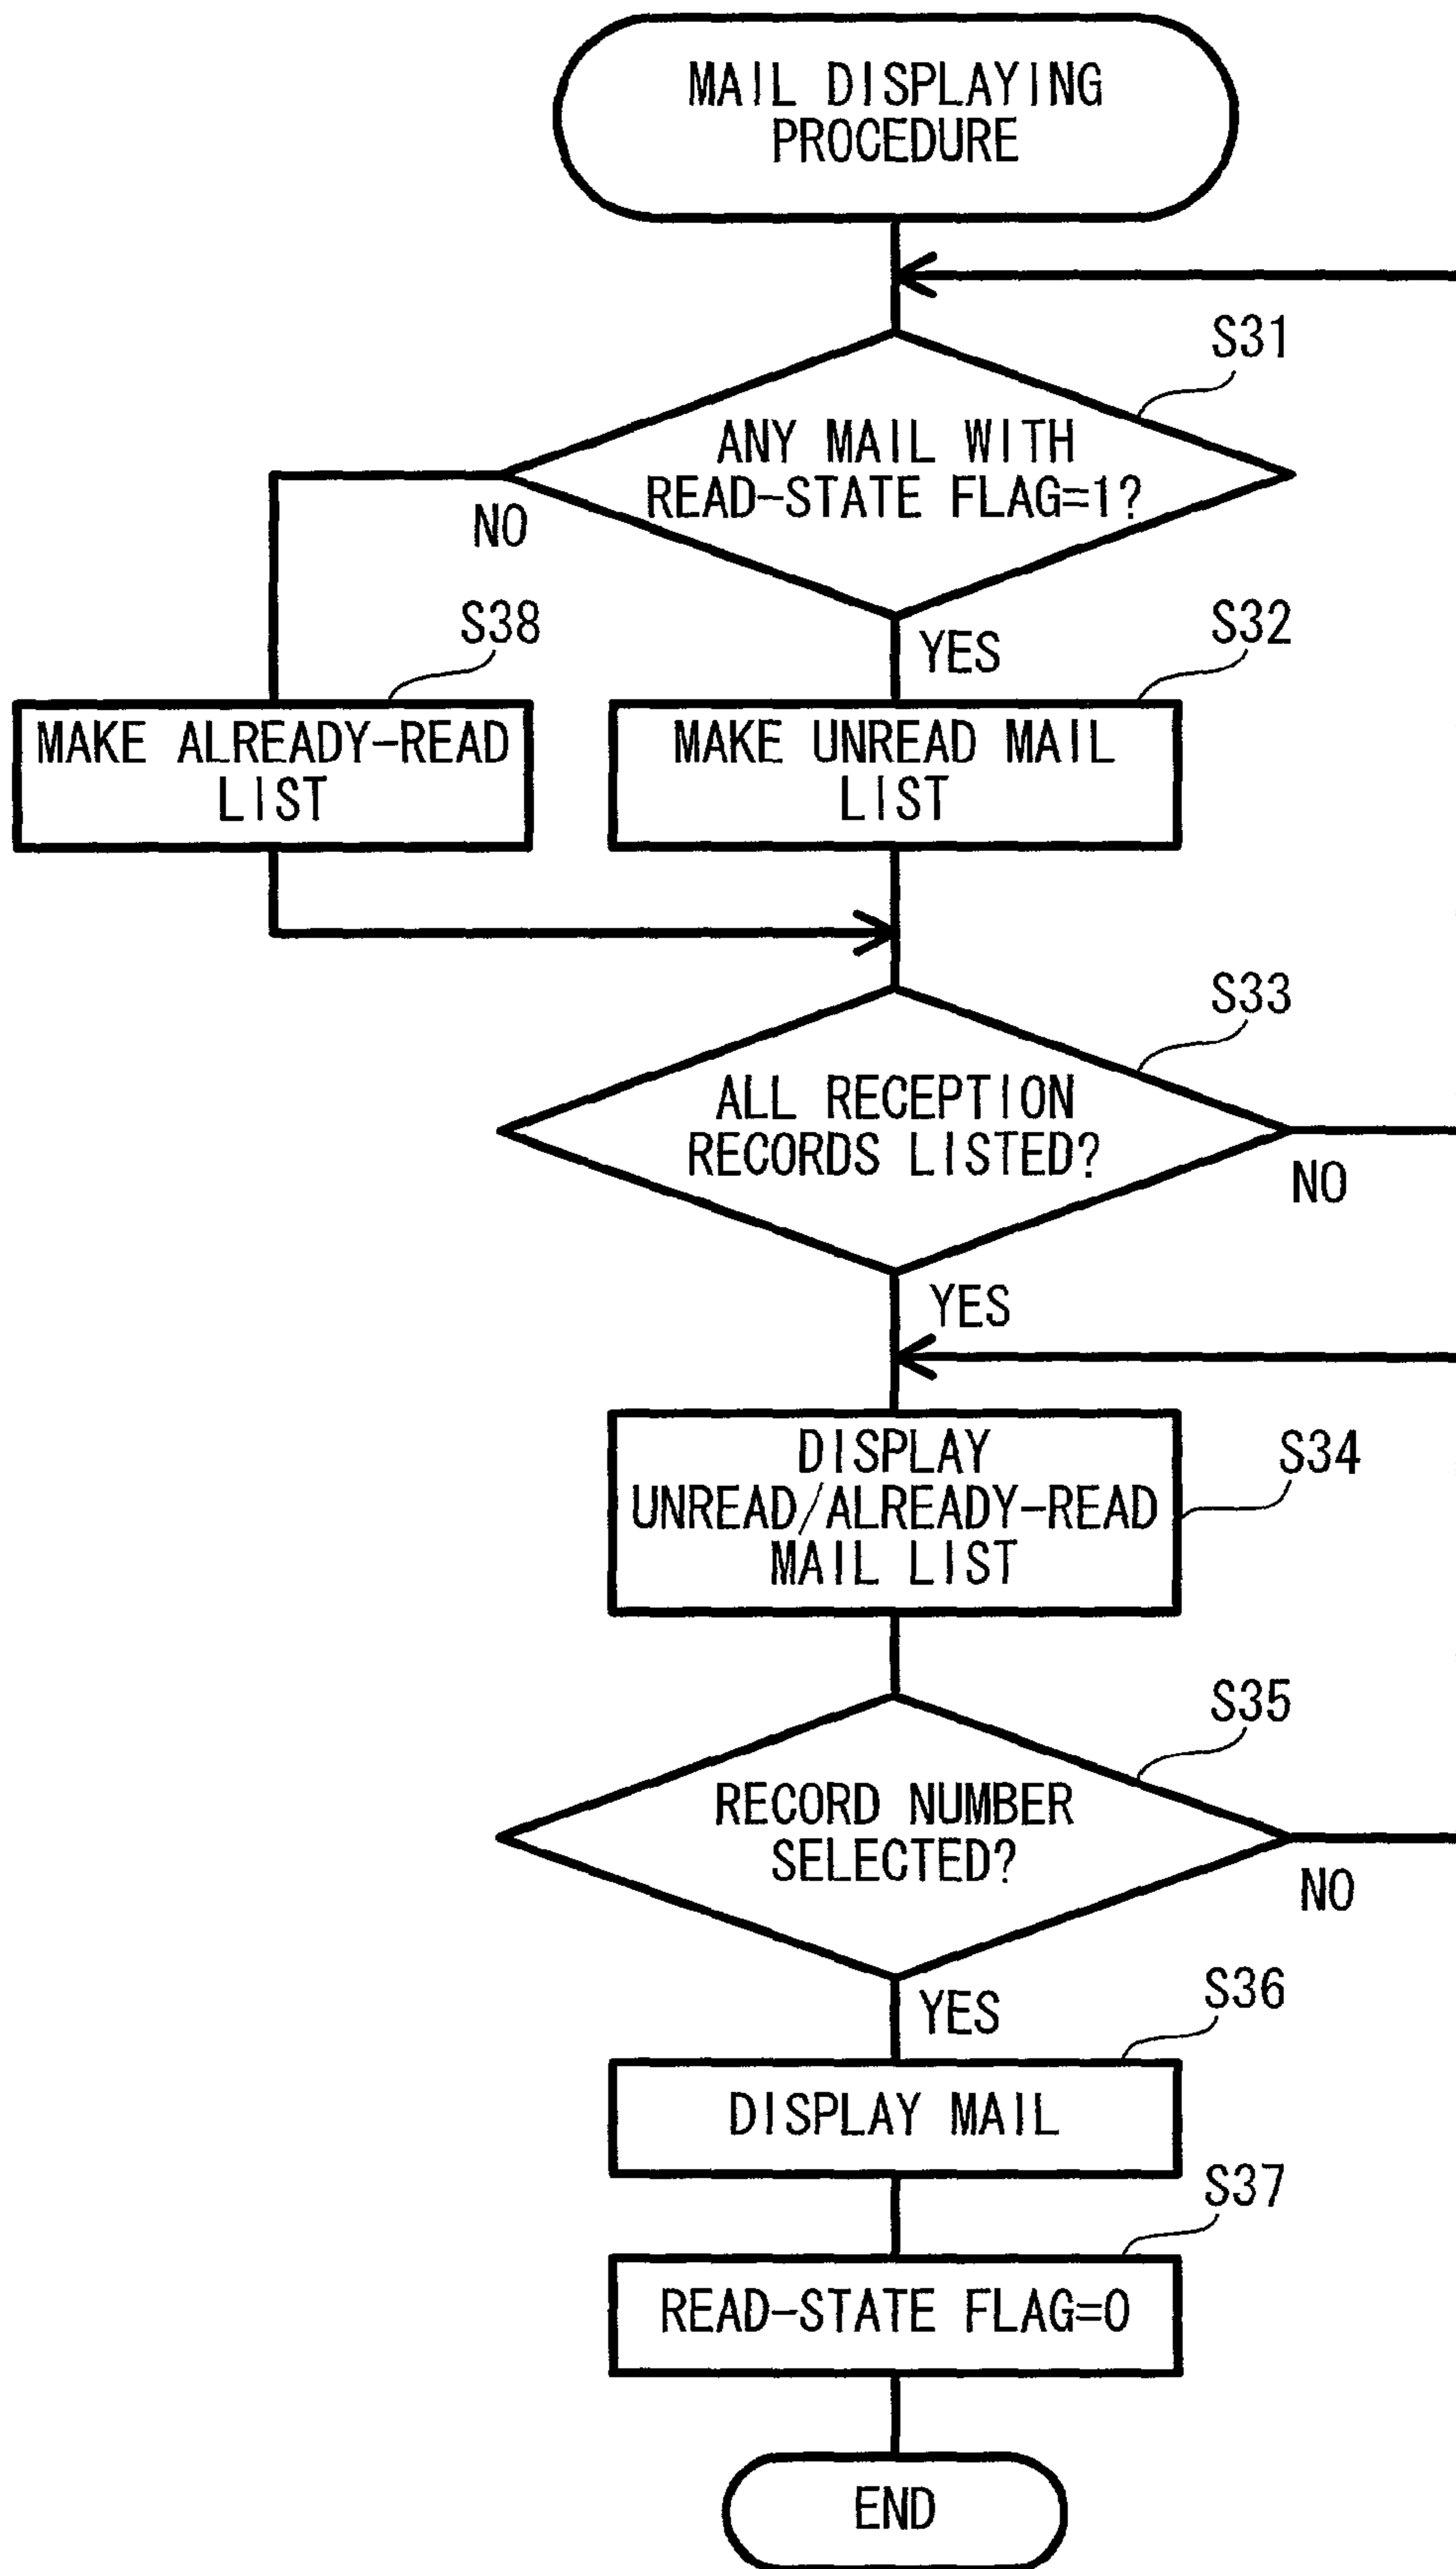 MAIL DISPLAYING
PROCEDURE
S31
ANY MAIL WITH
READ-STATE FLAG=1?
NO
YES
S38
S32
MAKE ALREADY-READ
LIST
MAKE UNREAD MAIL
LIST
S33
ALL RECEPTION
RECORDS LISTED?
NO
YES
DISPLAY
UNREAD/ALREADY-READ
MAIL LIST
S34
S35
RECORD NUMBER
SELECTED?
NO
YES
S36
DISPLAY MAIL
S37
READ-STATE FLAG=0
END